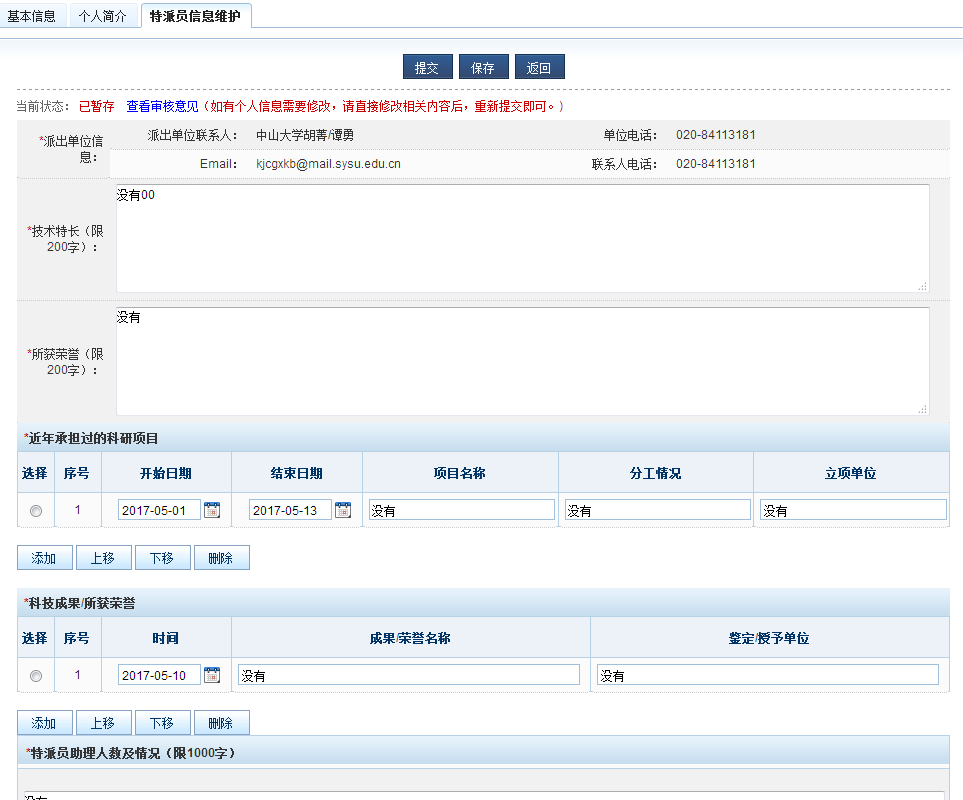 基本信息 个人简介 特派员信息维护
提交 保存 返回
当前状态： 已暂存 查看审核意见（如有个人信息需要修改，请直接修改相关内容后，重新提交即可。）
*派出单位信息：
派出单位联系人： 中山大学胡菁/谭勇 单位电话： 020-84113181
Email： kjcgxkb@mail.sysu.edu.cn 联系人电话： 020-84113181
*技术特长（限200字）：
没有00
*所获荣誉（限200字）：
没有
*近年承担过的科研项目
选择 序号 开始日期 结束日期 项目名称 分工情况 立项单位
1 2017-05-01 2017-05-13 没有 没有 没有
添加 上移 下移 删除
*科技成果/所获荣誉
选择 序号 时间 成果/荣誉名称 鉴定/授予单位
1 2017-05-10 没有 没有
添加 上移 下移 删除
*特派员助理人数及情况（限1000字）